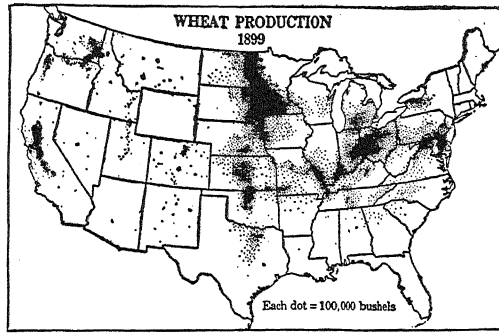 WHEAT PRODUCTION
1899
Each dot = 100,000 bushels